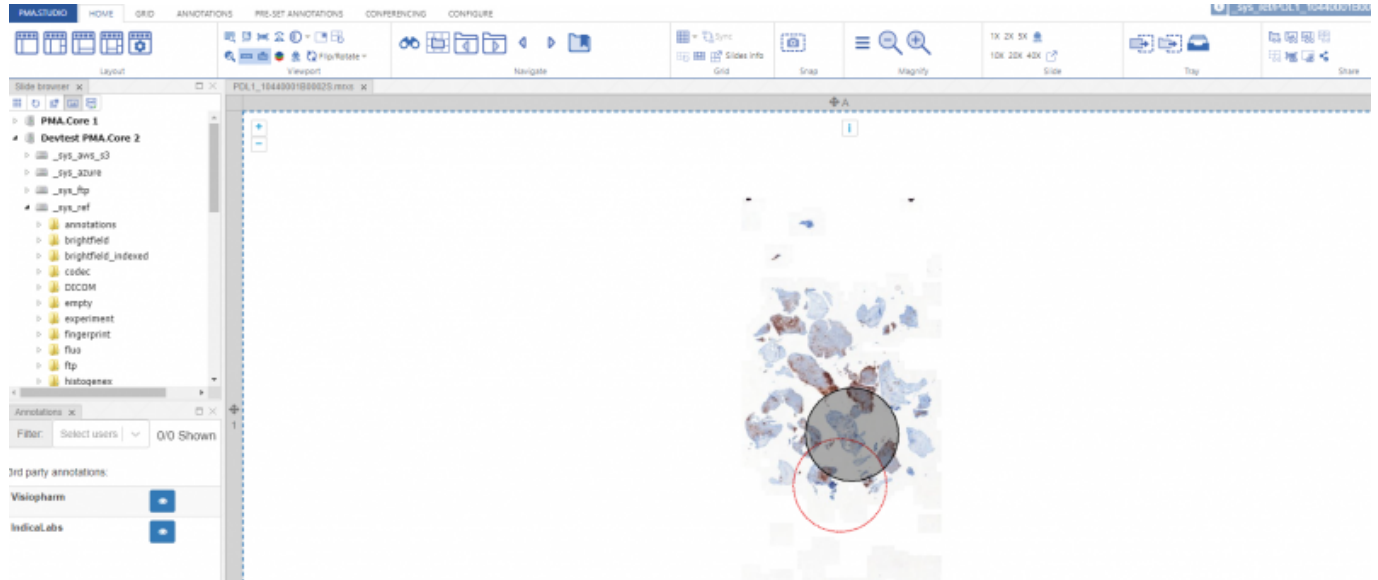 PMA.STUDIO HOME GRID ANNOTATIONS PRE-SET ANNOTATIONS CONFERENCING CONFIGURE
Sync 1X 2X 5X
Flip/Rotate Slides info 10X 20X 40X
Layout Viewport Navigate Grid Snap Magnify Slide Tray Share
Slide browser x PDL1_10440001B0002S.mrxs x
A
PMA.Core 1
Devtest PMA.Core 2
_sys_aws_s3
_sys_azure
_sys_ftp
_sys_ref
annotations
brightfield
brightfield_indexed
codec
DICOM
empty
experiment
fingerprint
fluo
ftp
histogenex
Annotations x
1
Filter: Select users 0/0 Shown
3rd party annotations:
Visiopharm
IndicaLabs